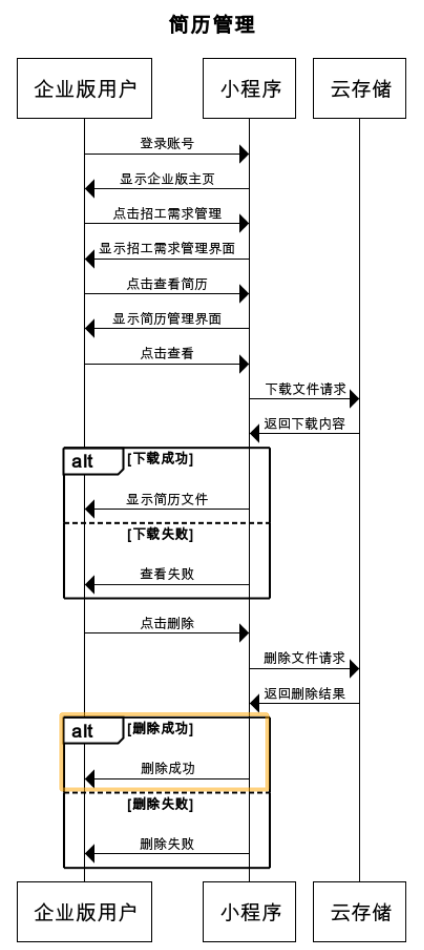 简历管理
企业版用户 小程序 云存储
登录账号
显示企业版主页
点击招工需求管理
显示招工需求管理界面
点击查看简历
显示简历管理界面
点击查看
下载文件请求
返回下载内容
alt [下载成功]
显示简历文件
[下载失败]
查看失败
点击删除
删除文件请求
返回删除结果
alt [删除成功]
删除成功
[删除失败]
删除失败
企业版用户 小程序 云存储